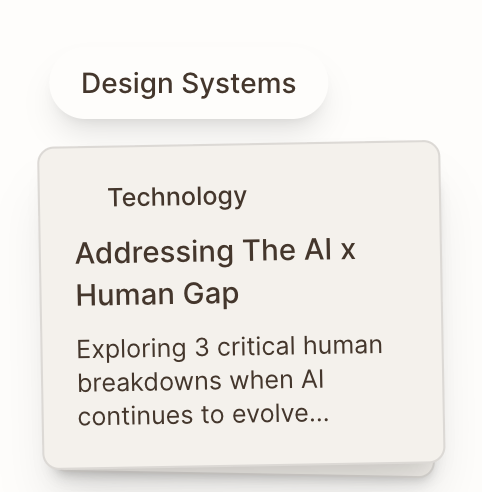 Design Systems
Technology
Addressing The AI x
Human Gap
Exploring 3 critical human
breakdowns when AI
continues to evolve...